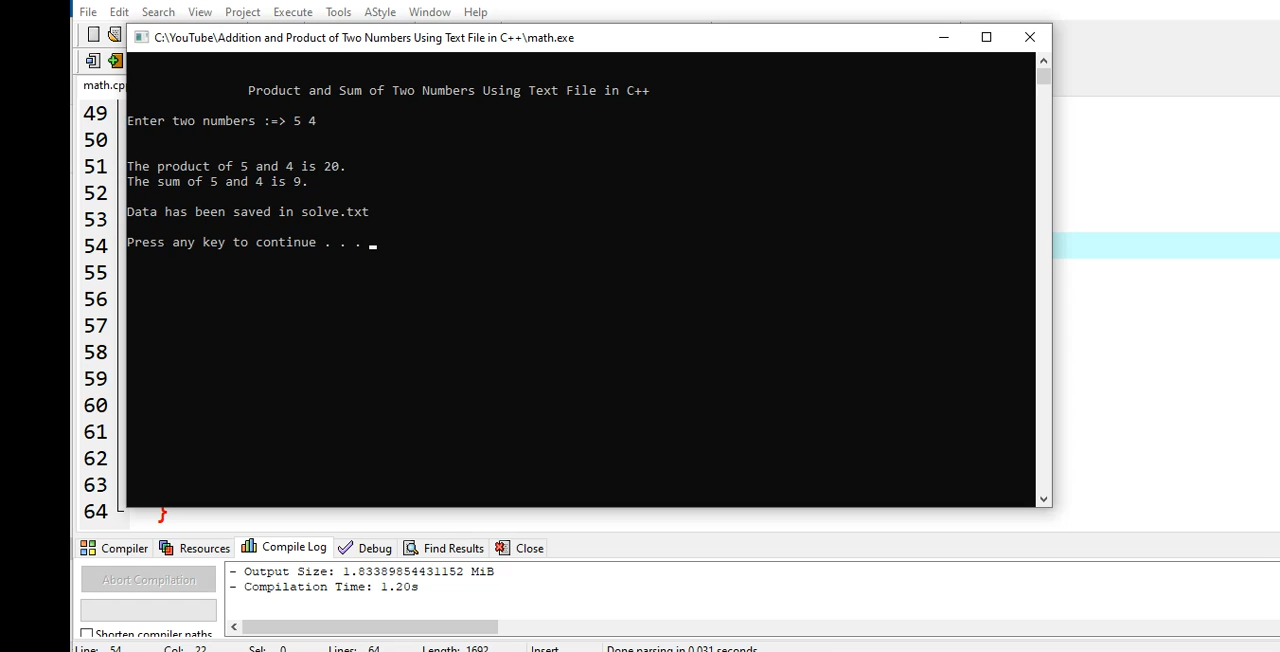 File Edit Search View Project Execute Tools AStyle Window Help
C:\YouTube\Addition and Product of Two Numbers Using Text File in C++\math.exe
math.cp
Product and Sum of Two Numbers Using Text File in C++
Enter two numbers :=> 5 4
The product of 5 and 4 is 20.
The sum of 5 and 4 is 9.
Data has been saved in solve.txt
Press any key to continue . . .
49
50
51
52
53
54
55
56
57
58
59
60
61
62
63
64 }
Compiler Resources Compile Log Debug Find Results Close
Abort Compilation
- Output Size: 1.83389854431152 MiB
- Compilation Time: 1.20s
Shorten compiler paths
Line: 54 Col: 22 Sel: 0 Lines: 64 Length: 1692 Insert Done parsing in 0.031 seconds